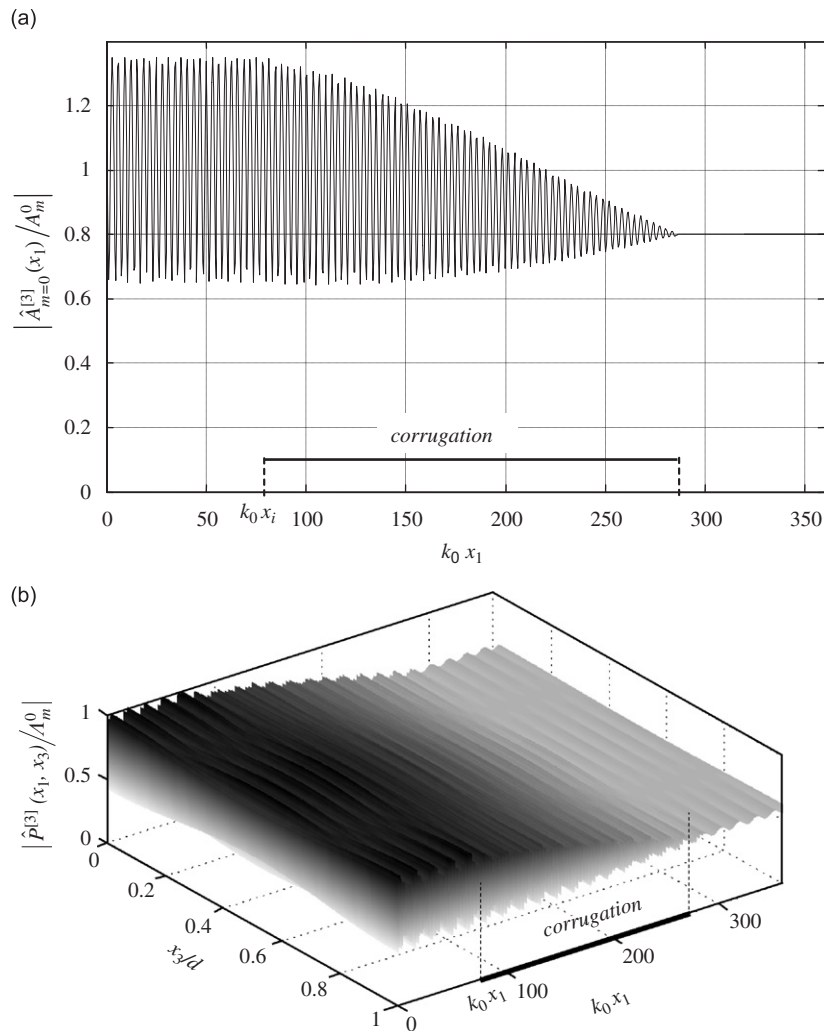 (a)
1.2
1
0.8
0.6
0.4
0.2
0
|Â^{[3]}_{m=0}(x_1)/A^0_m|
corrugation
0 50 k_0 x_i 100 150 200 250 300 350
k_0 x_1
(b)
1
0.5
0
|P̂^{[3]}(x_1, x_3)/Λ^0_m|
0
0.2
0.4
0.6
0.8
1
x_3/d
corrugation
0
k_0 x_1
100
200
300
k_0 x_1